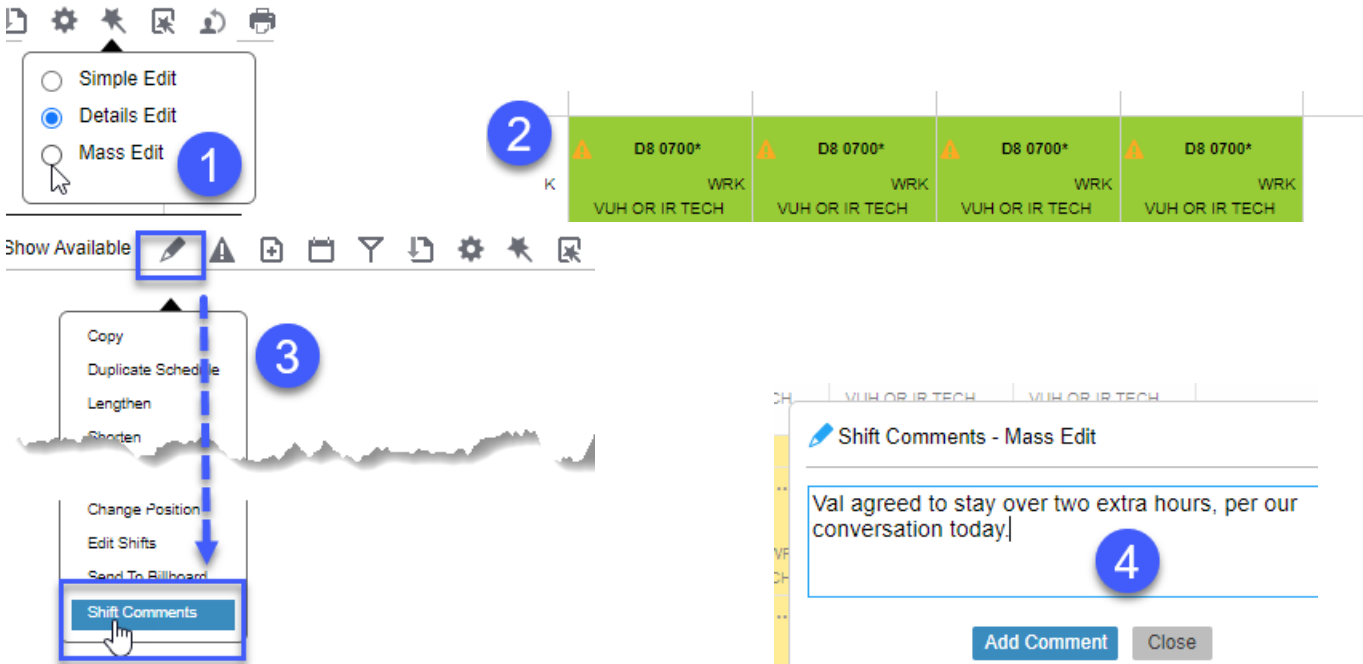 Simple Edit
Details Edit
Mass Edit
1
2
D8 0700* D8 0700* D8 0700* D8 0700*
K WRK WRK WRK WRK
VUH OR IR TECH VUH OR IR TECH VUH OR IR TECH VUH OR IR TECH
Show Available
Copy
3
Duplicate Schedule
Lengthen
Shorten
Change Position
Edit Shifts
Send To Billboard
Shift Comments
CH VUH OR IR TECH VUH OR IR TECH
Shift Comments - Mass Edit
Val agreed to stay over two extra hours, per our
conversation today.
4
WR
CH
Add Comment Close